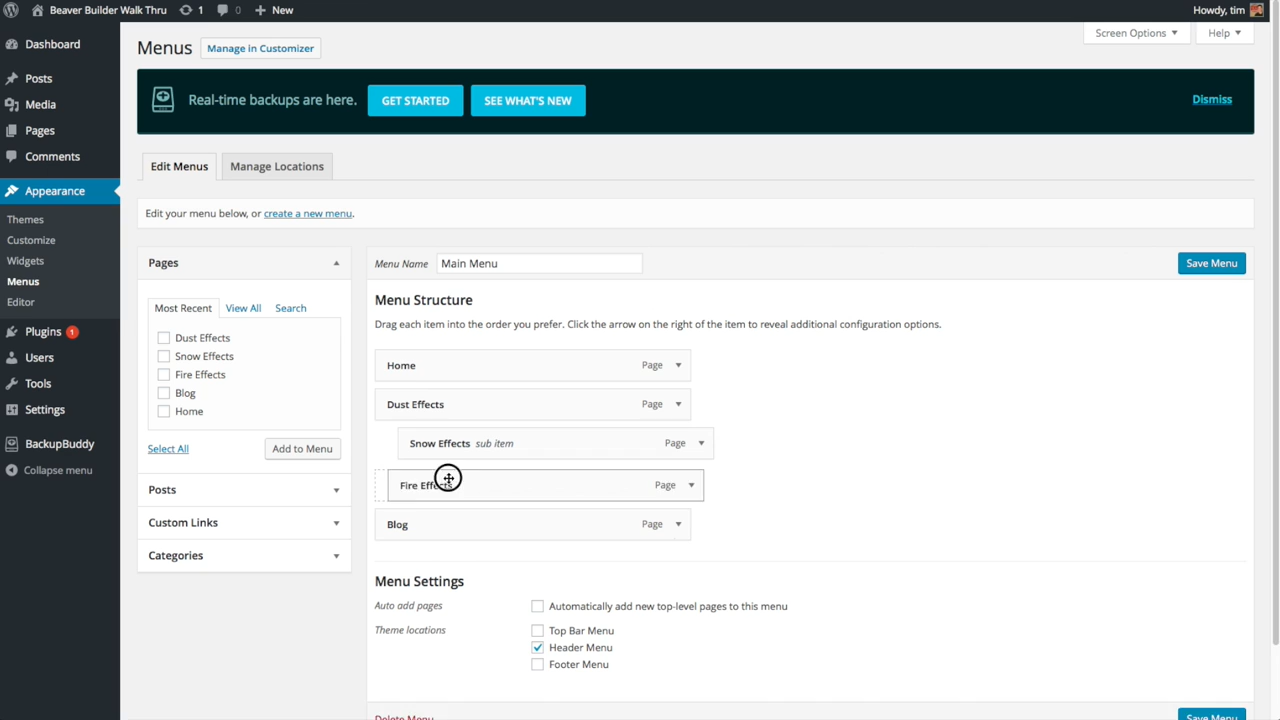 Beaver Builder Walk Thru 1 0 + New Howdy, tim
Dashboard
Posts
Media
Pages
Comments
Appearance
Themes
Customize
Widgets
Menus
Editor
Plugins 1
Users
Tools
Settings
BackupBuddy
Collapse menu
Screen Options ▼ Help ▼
Menus Manage in Customizer
Real-time backups are here. GET STARTED SEE WHAT'S NEW Dismiss
Edit Menus Manage Locations
Edit your menu below, or create a new menu.
Pages
Most Recent View All Search
Dust Effects
Snow Effects
Fire Effects
Blog
Home
Select All Add to Menu
Posts
Custom Links
Categories
Menu Name Main Menu Save Menu
Menu Structure
Drag each item into the order you prefer. Click the arrow on the right of the item to reveal additional configuration options.
Home Page
Dust Effects Page
Snow Effects sub item Page
Fire Effects Page
Blog Page
Menu Settings
Auto add pages Automatically add new top-level pages to this menu
Theme locations Top Bar Menu
Header Menu
Footer Menu
Delete Menu Save Menu